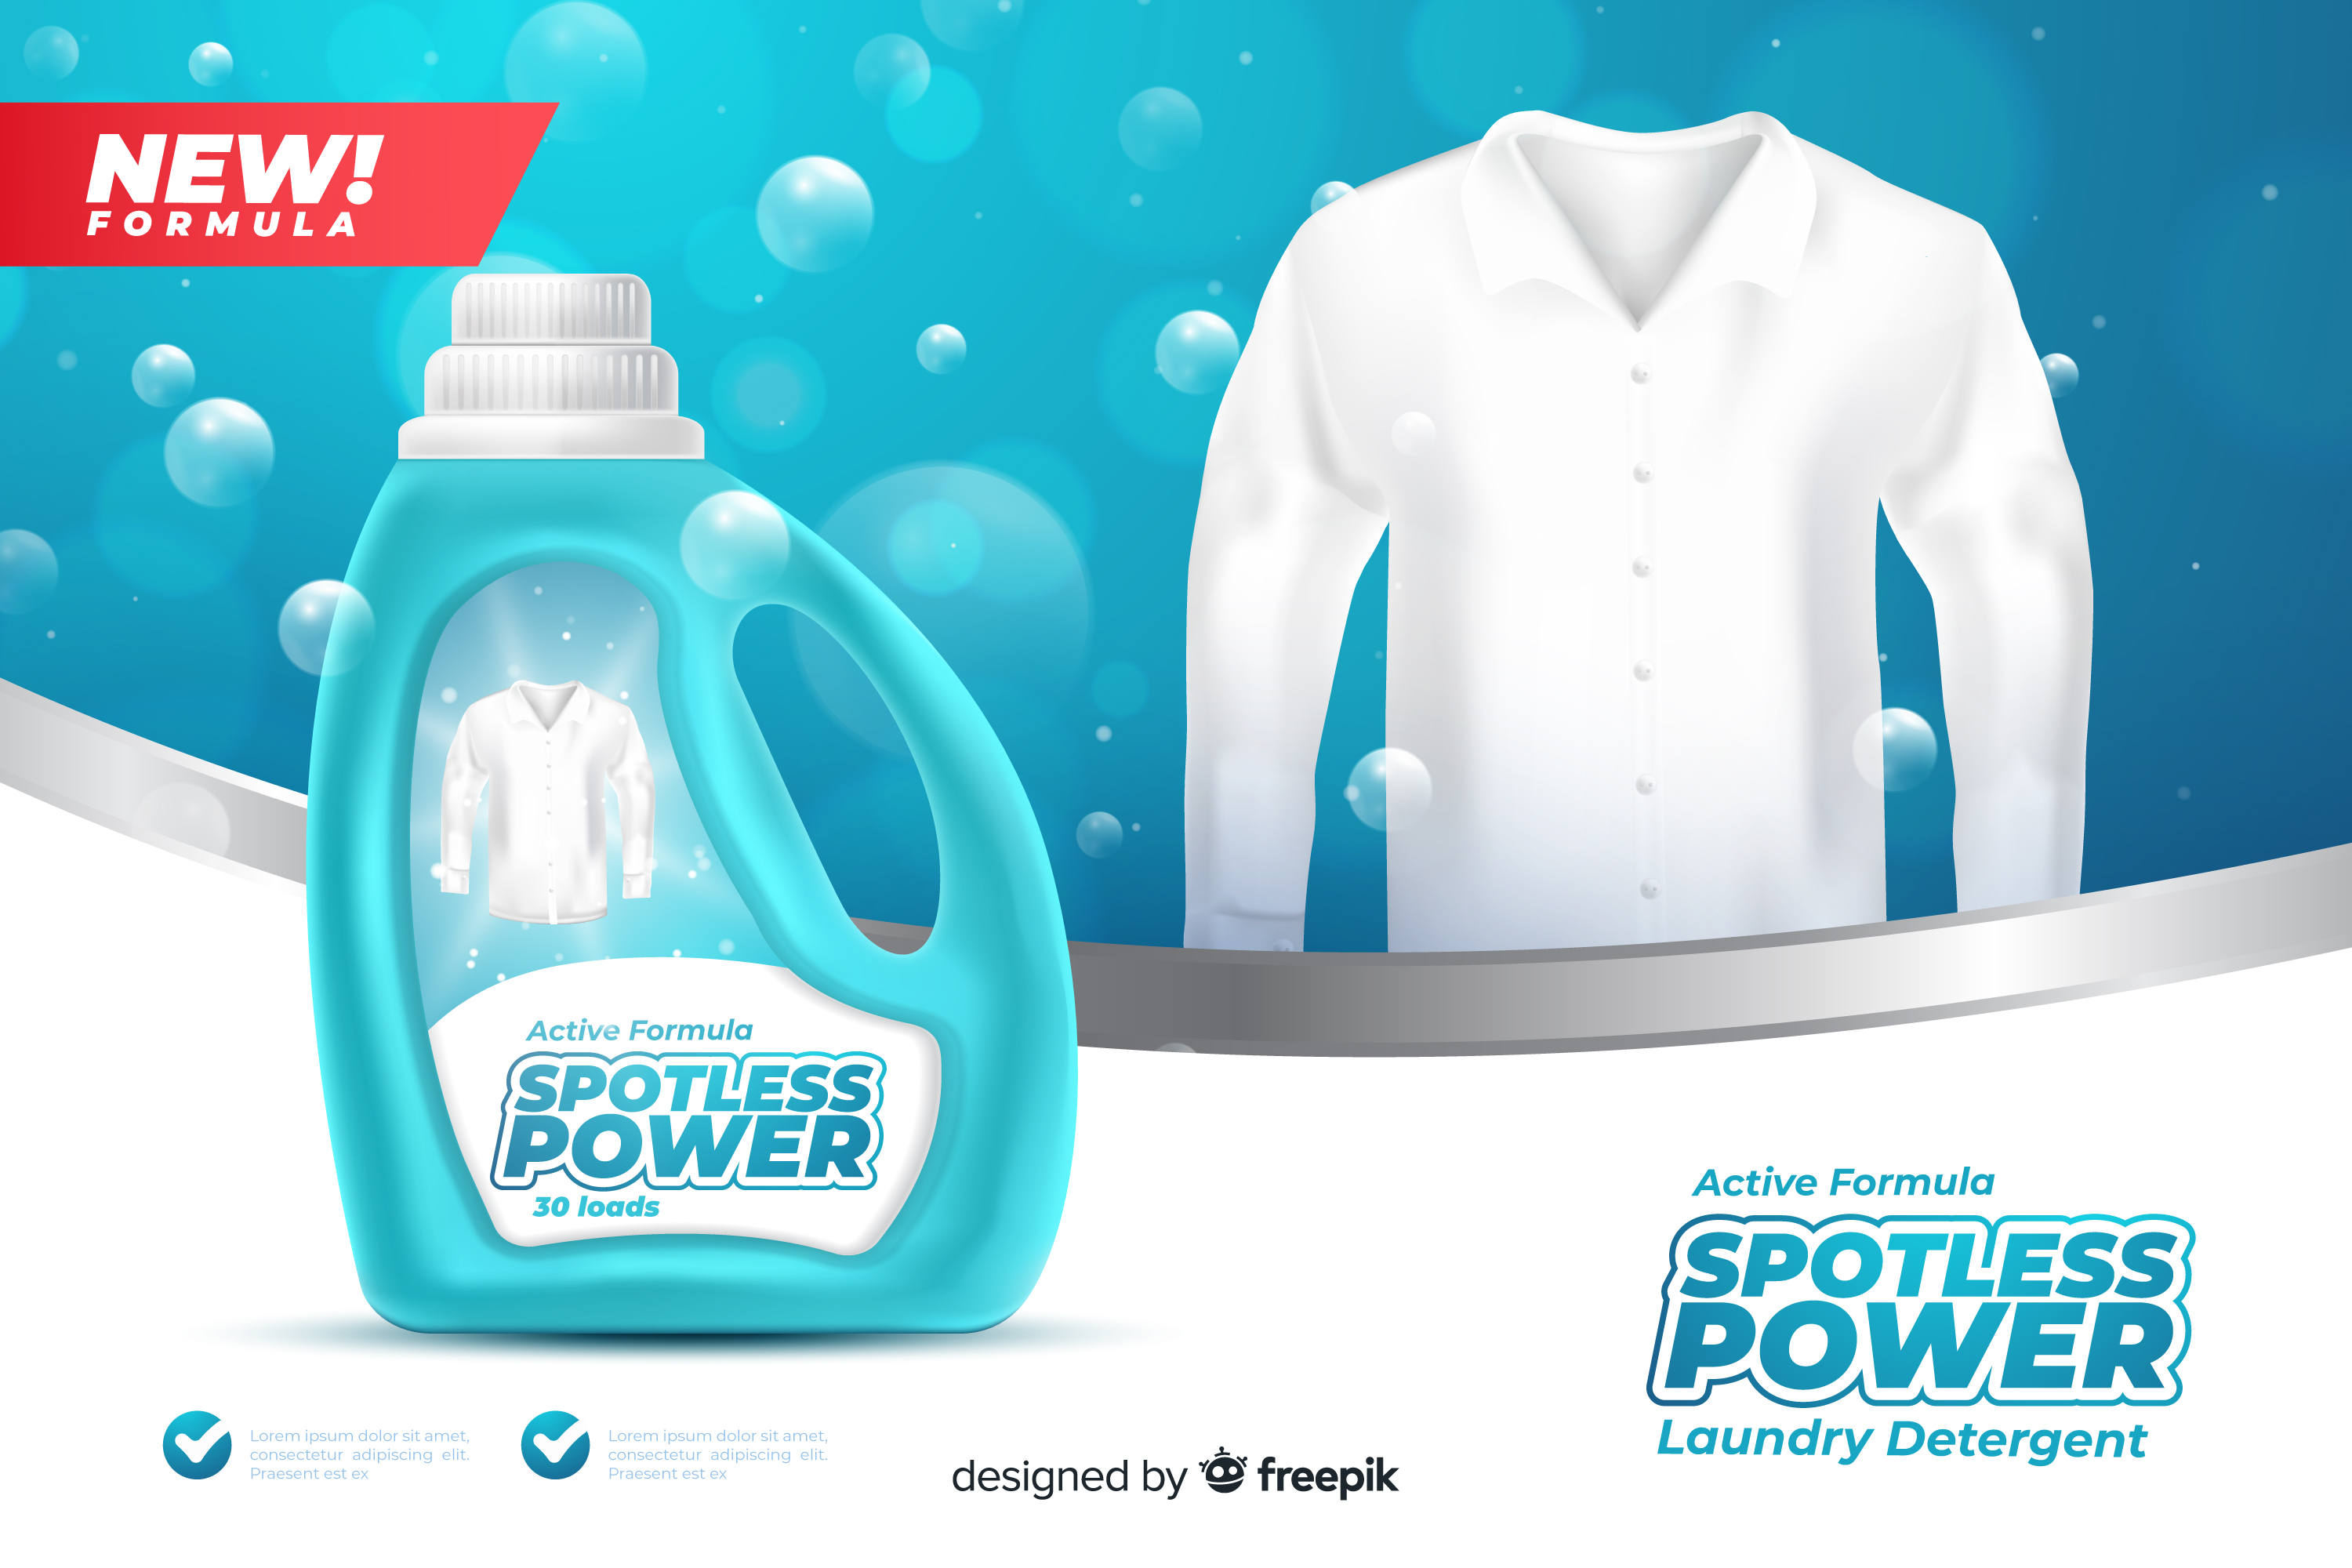 NEW!
FORMULA
Active Formula
SPOTLESS
POWER
30 loads
Active Formula
SPOTLESS
POWER
Laundry Detergent
Lorem ipsum dolor sit amet,
consectetur adipiscing elit.
Praesent est ex
Lorem ipsum dolor sit amet,
consectetur adipiscing elit.
Praesent est ex
designed by freepik